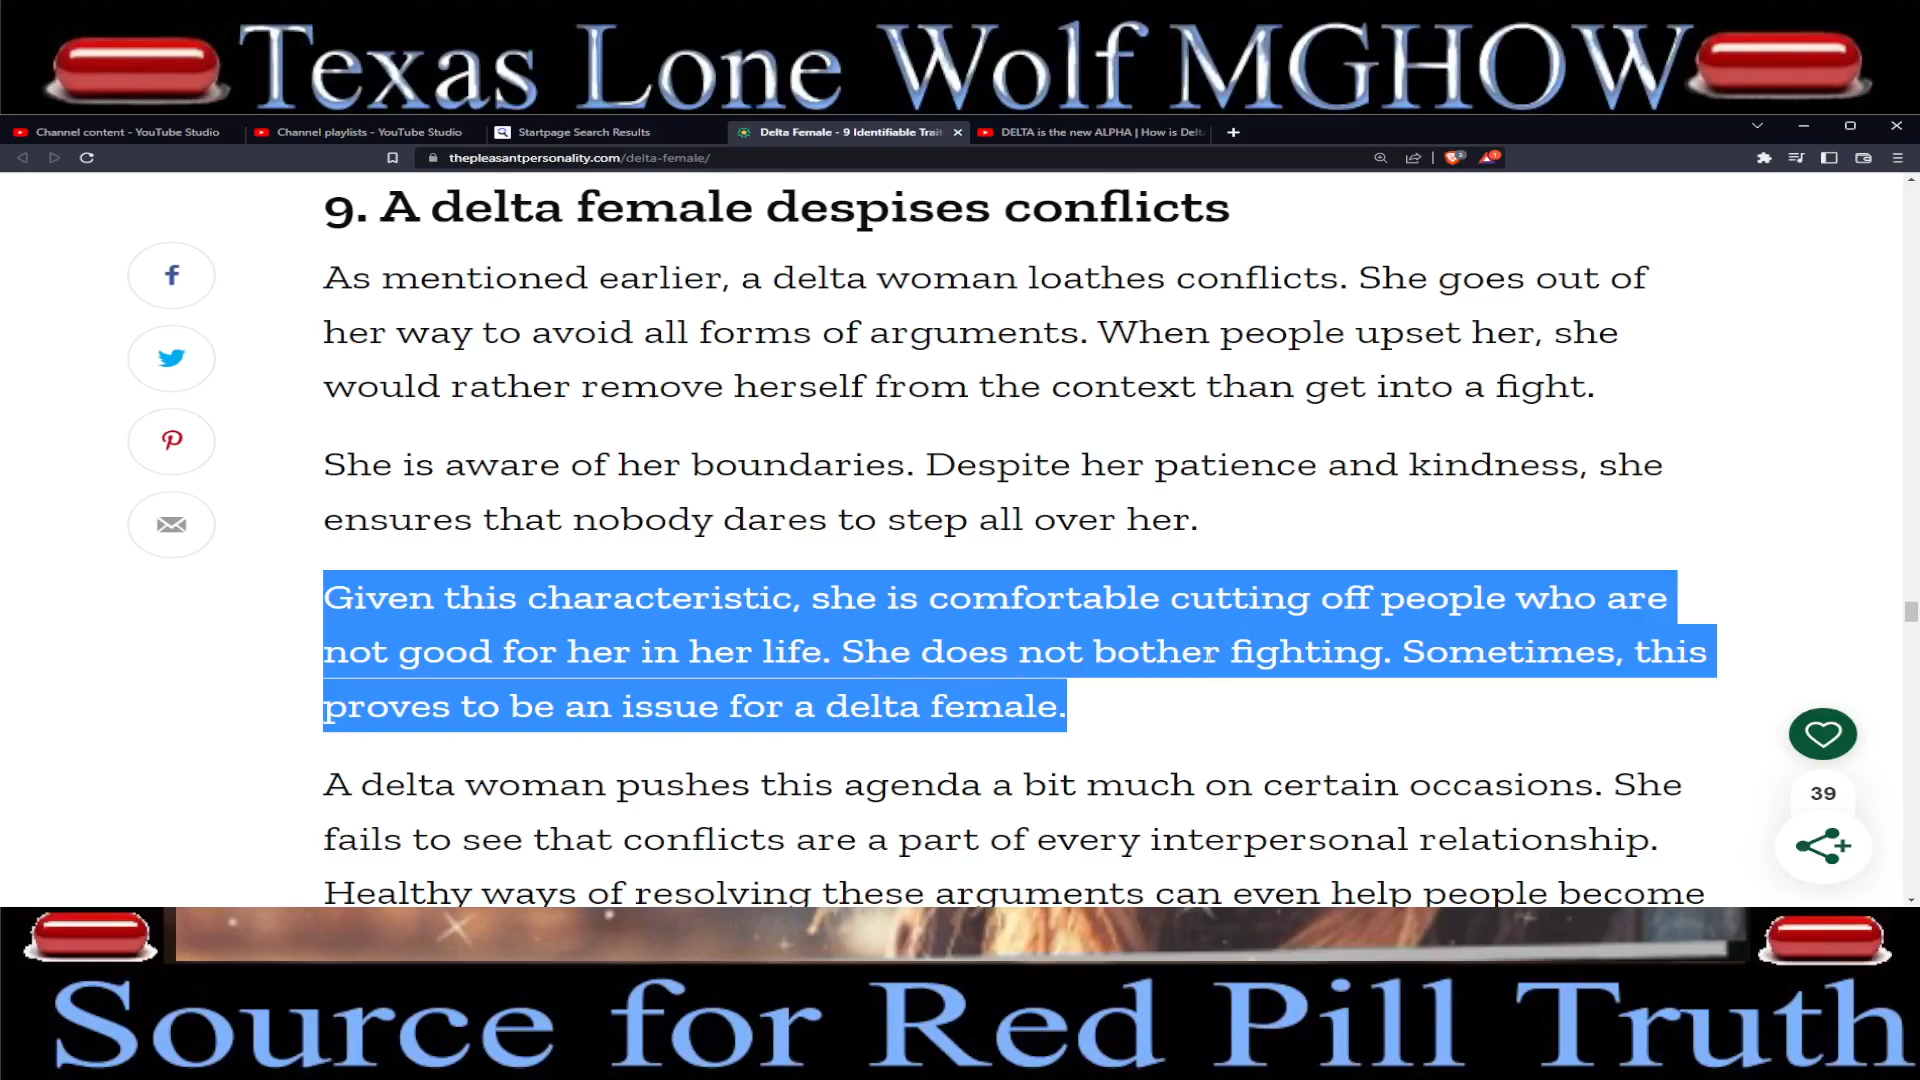 Texas Lone Wolf MGHOW
Channel content - YouTube Studio
Channel playlists - YouTube Studio
Startpage Search Results
Delta Female - 9 Identifiable Trait
DELTA is the new ALPHA | How is Delt
thepleasantpersonality.com/delta-female/
9. A delta female despises conflicts
As mentioned earlier, a delta woman loathes conflicts. She goes out of
her way to avoid all forms of arguments. When people upset her, she
would rather remove herself from the context than get into a fight.
She is aware of her boundaries. Despite her patience and kindness, she
ensures that nobody dares to step all over her.
Given this characteristic, she is comfortable cutting off people who are
not good for her in her life. She does not bother fighting. Sometimes, this
proves to be an issue for a delta female.
A delta woman pushes this agenda a bit much on certain occasions. She
fails to see that conflicts are a part of every interpersonal relationship.
Healthy ways of resolving these arguments can even help people become
39
Source for Red Pill Truth